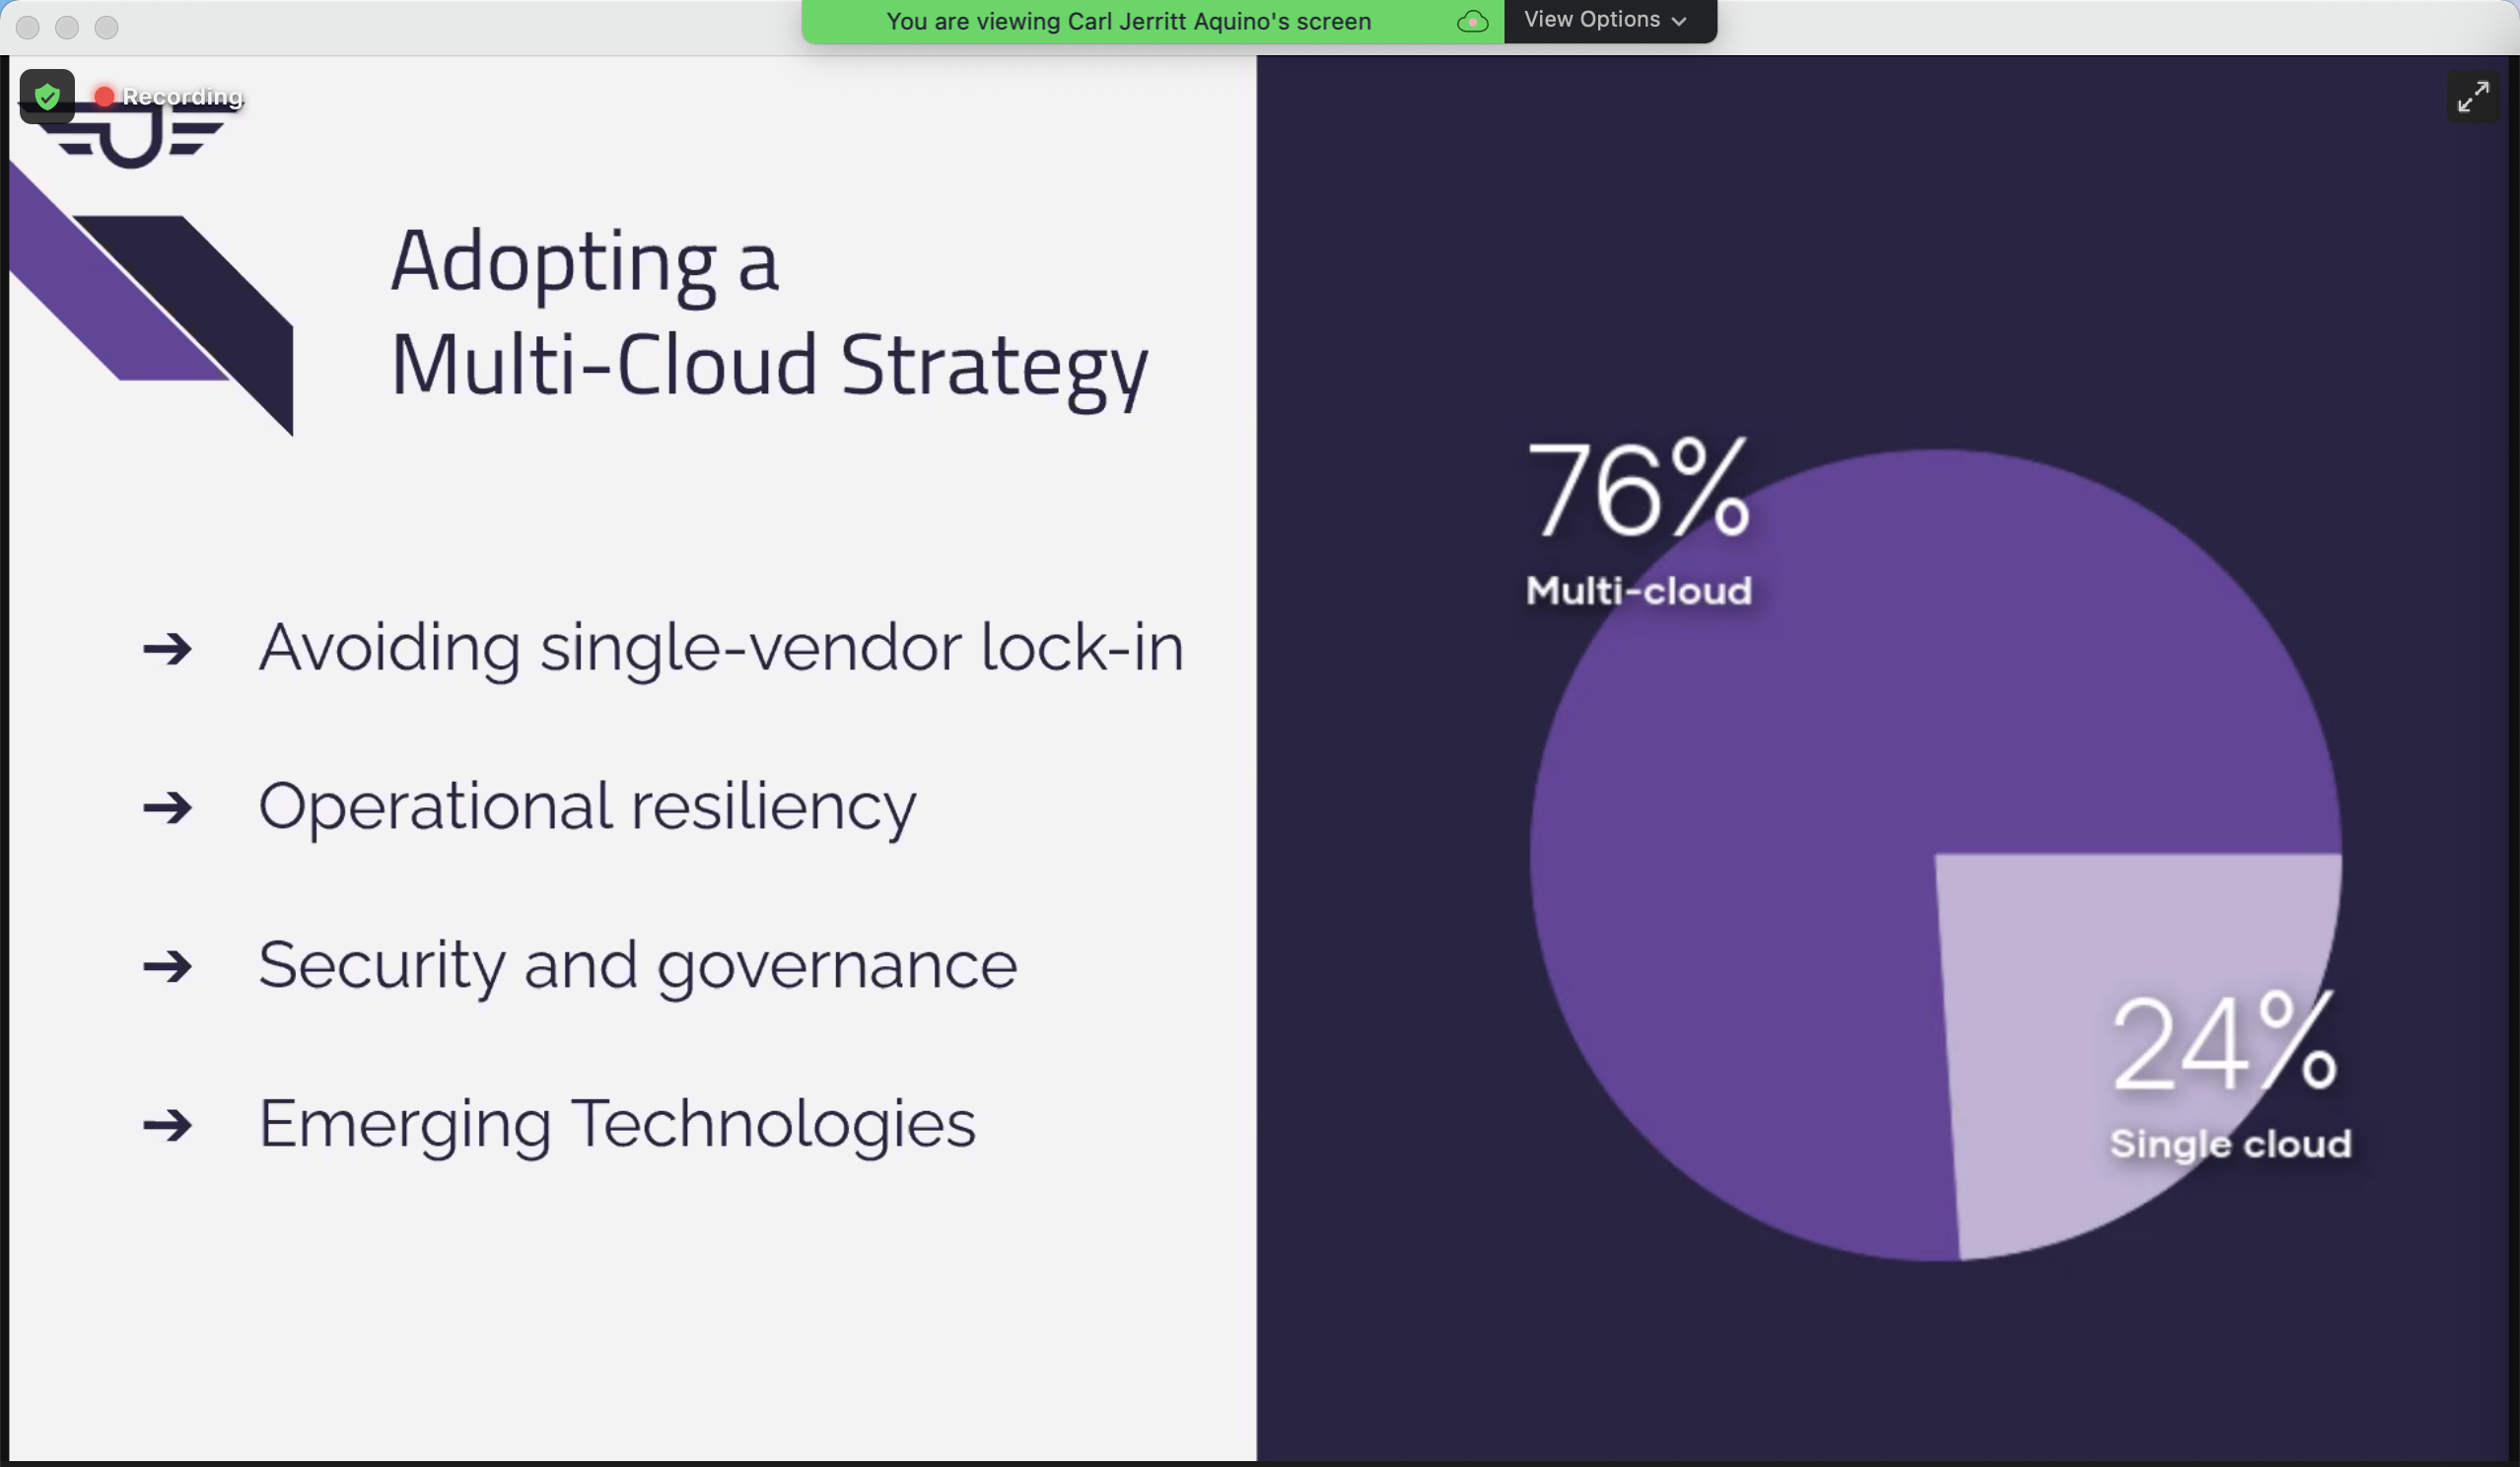 You are viewing Carl Jerritt Aquino's screen
View Options
Recording
Adopting a
Multi-Cloud Strategy
➔ Avoiding single-vendor lock-in
➔ Operational resiliency
➔ Security and governance
➔ Emerging Technologies
76%
Multi-cloud
24%
Single cloud